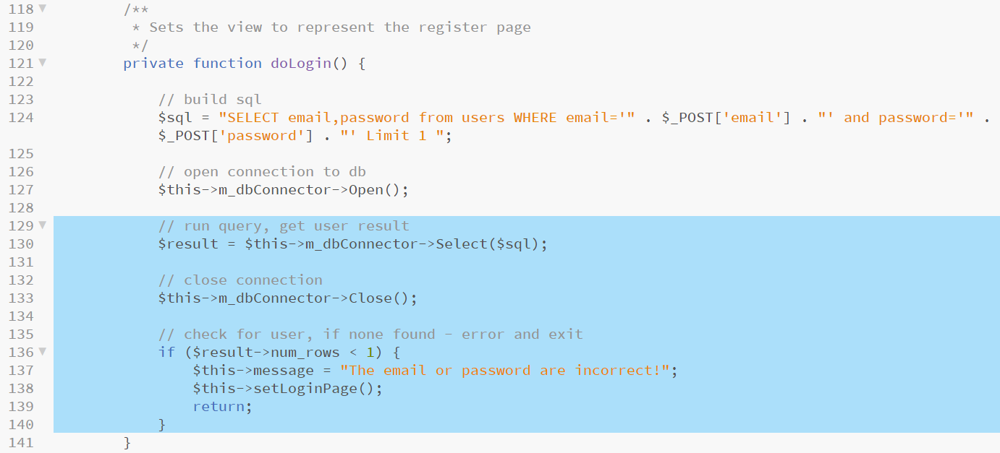 118 /**
119 * Sets the view to represent the register page
120 */
121 private function doLogin() {
122
123 // build sql
124 $sql = "SELECT email,password from users WHERE email='" . $_POST['email'] . "' and password='" .
$_POST['password'] . "' Limit 1 ";
125
126 // open connection to db
127 $this->m_dbConnector->Open();
128
129 // run query, get user result
130 $result = $this->m_dbConnector->Select($sql);
131
132 // close connection
133 $this->m_dbConnector->Close();
134
135 // check for user, if none found - error and exit
136 if ($result->num_rows < 1) {
137 $this->message = "The email or password are incorrect!";
138 $this->setLoginPage();
139 return;
140 }
141 }